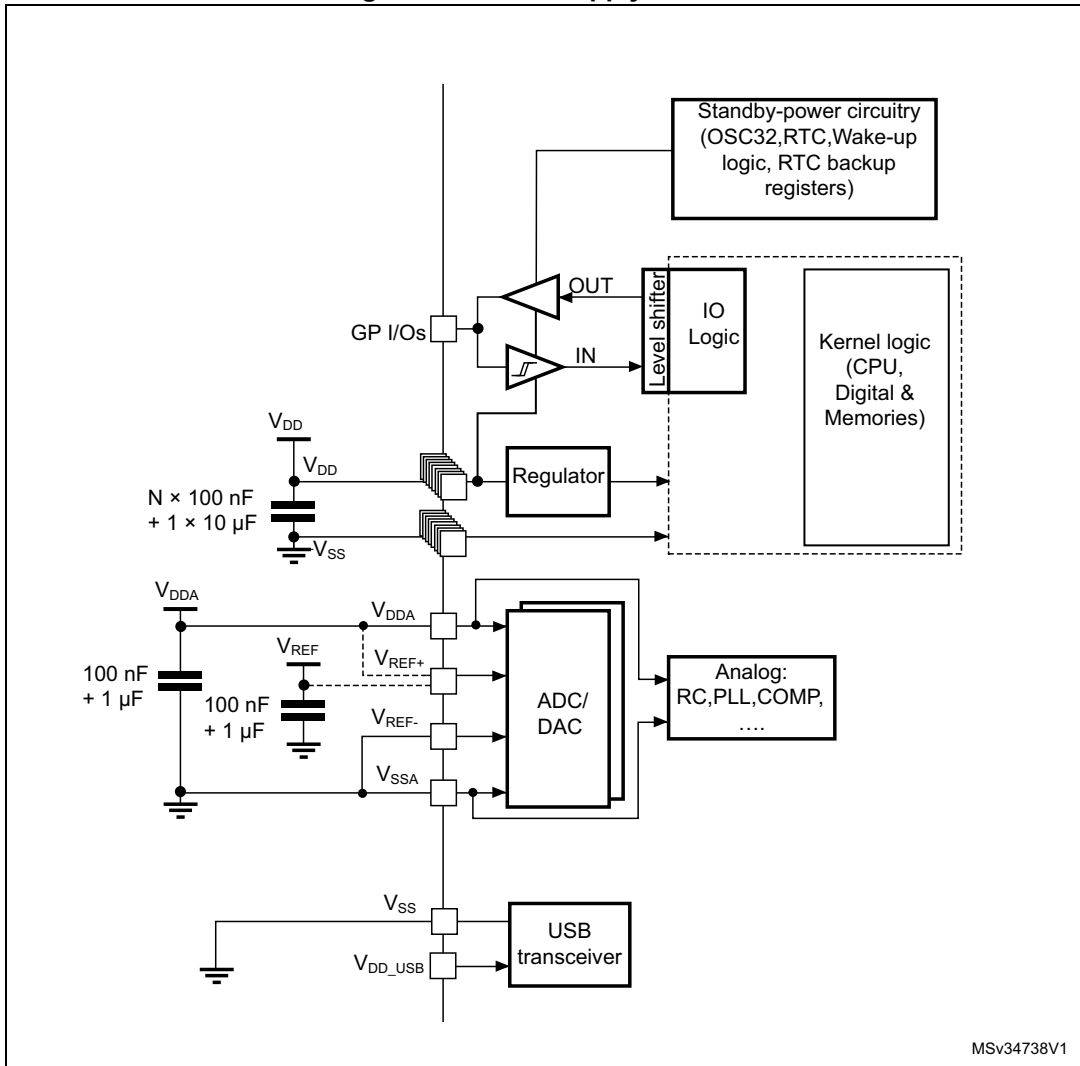 Standby-power circuitry
(OSC32,RTC,Wake-up
logic, RTC backup
registers)
OUT
GP I/Os
IN
Level shifter
IO
Logic
Kernel logic
(CPU,
Digital &
Memories)
VDD
VDD
N × 100 nF
+ 1 × 10 µF
Regulator
VSS
VDDA
VDDA
VREF
VREF+
100 nF
+ 1 µF
100 nF
+ 1 µF
VREF-
VSSA
ADC/
DAC
Analog:
RC,PLL,COMP,
....
VSS
VDD_USB
USB
transceiver
MSv34738V1